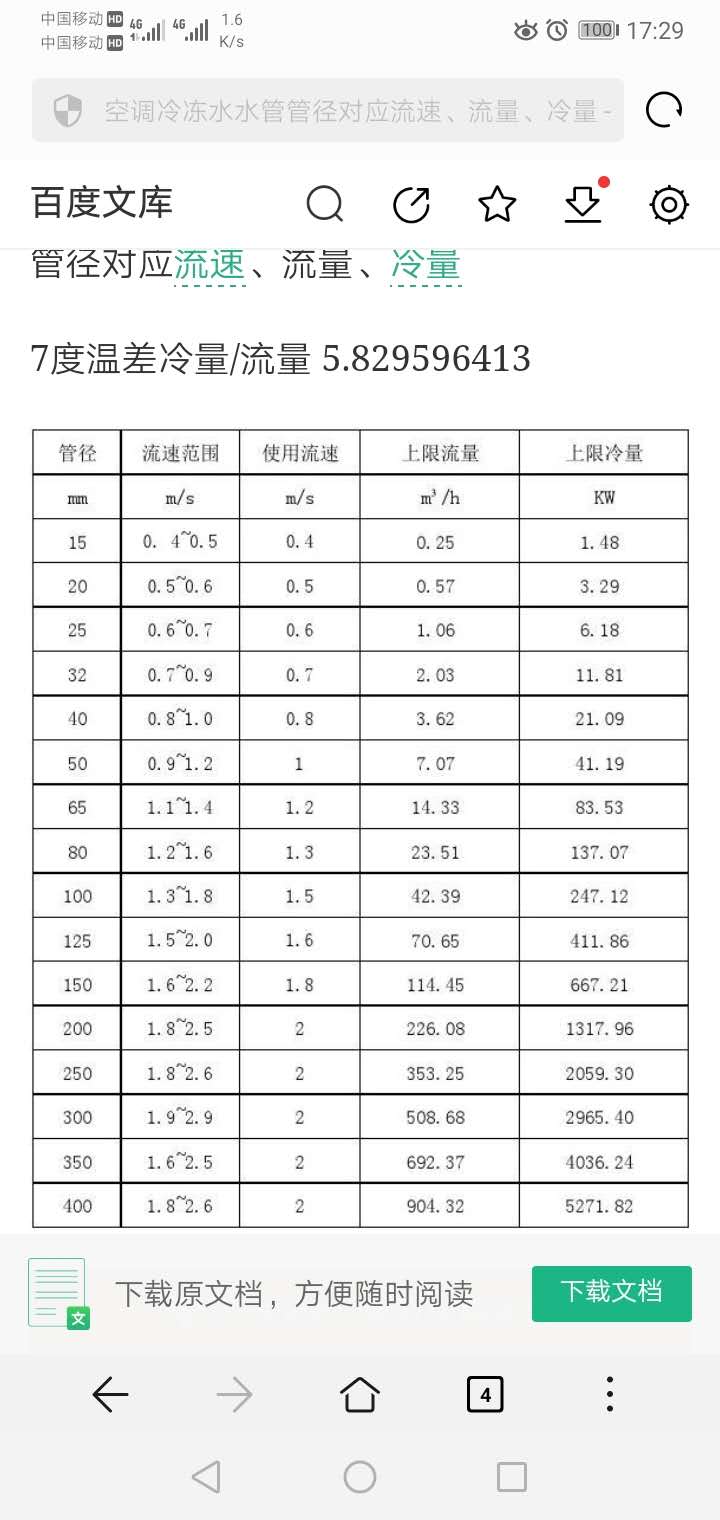 中国移动 HD 4G 4G 1.6
中国移动 HD K/s 100 17:29
空调冷冻水水管管径对应流速、流量、冷量 -
百度文库
管径对应流速、流量、冷量
7度温差冷量/流量 5.829596413
管径 流速范围 使用流速 上限流量 上限冷量
mm m/s m/s m³/h KW
15 0. 4~0.5 0.4 0.25 1.48
20 0.5~0.6 0.5 0.57 3.29
25 0.6~0.7 0.6 1.06 6.18
32 0.7~0.9 0.7 2.03 11.81
40 0.8~1.0 0.8 3.62 21.09
50 0.9~1.2 1 7.07 41.19
65 1.1~1.4 1.2 14.33 83.53
80 1.2~1.6 1.3 23.51 137.07
100 1.3~1.8 1.5 42.39 247.12
125 1.5~2.0 1.6 70.65 411.86
150 1.6~2.2 1.8 114.45 667.21
200 1.8~2.5 2 226.08 1317.96
250 1.8~2.6 2 353.25 2059.30
300 1.9~2.9 2 508.68 2965.40
350 1.6~2.5 2 692.37 4036.24
400 1.8~2.6 2 904.32 5271.82
文 下载原文档，方便随时阅读 下载文档
4